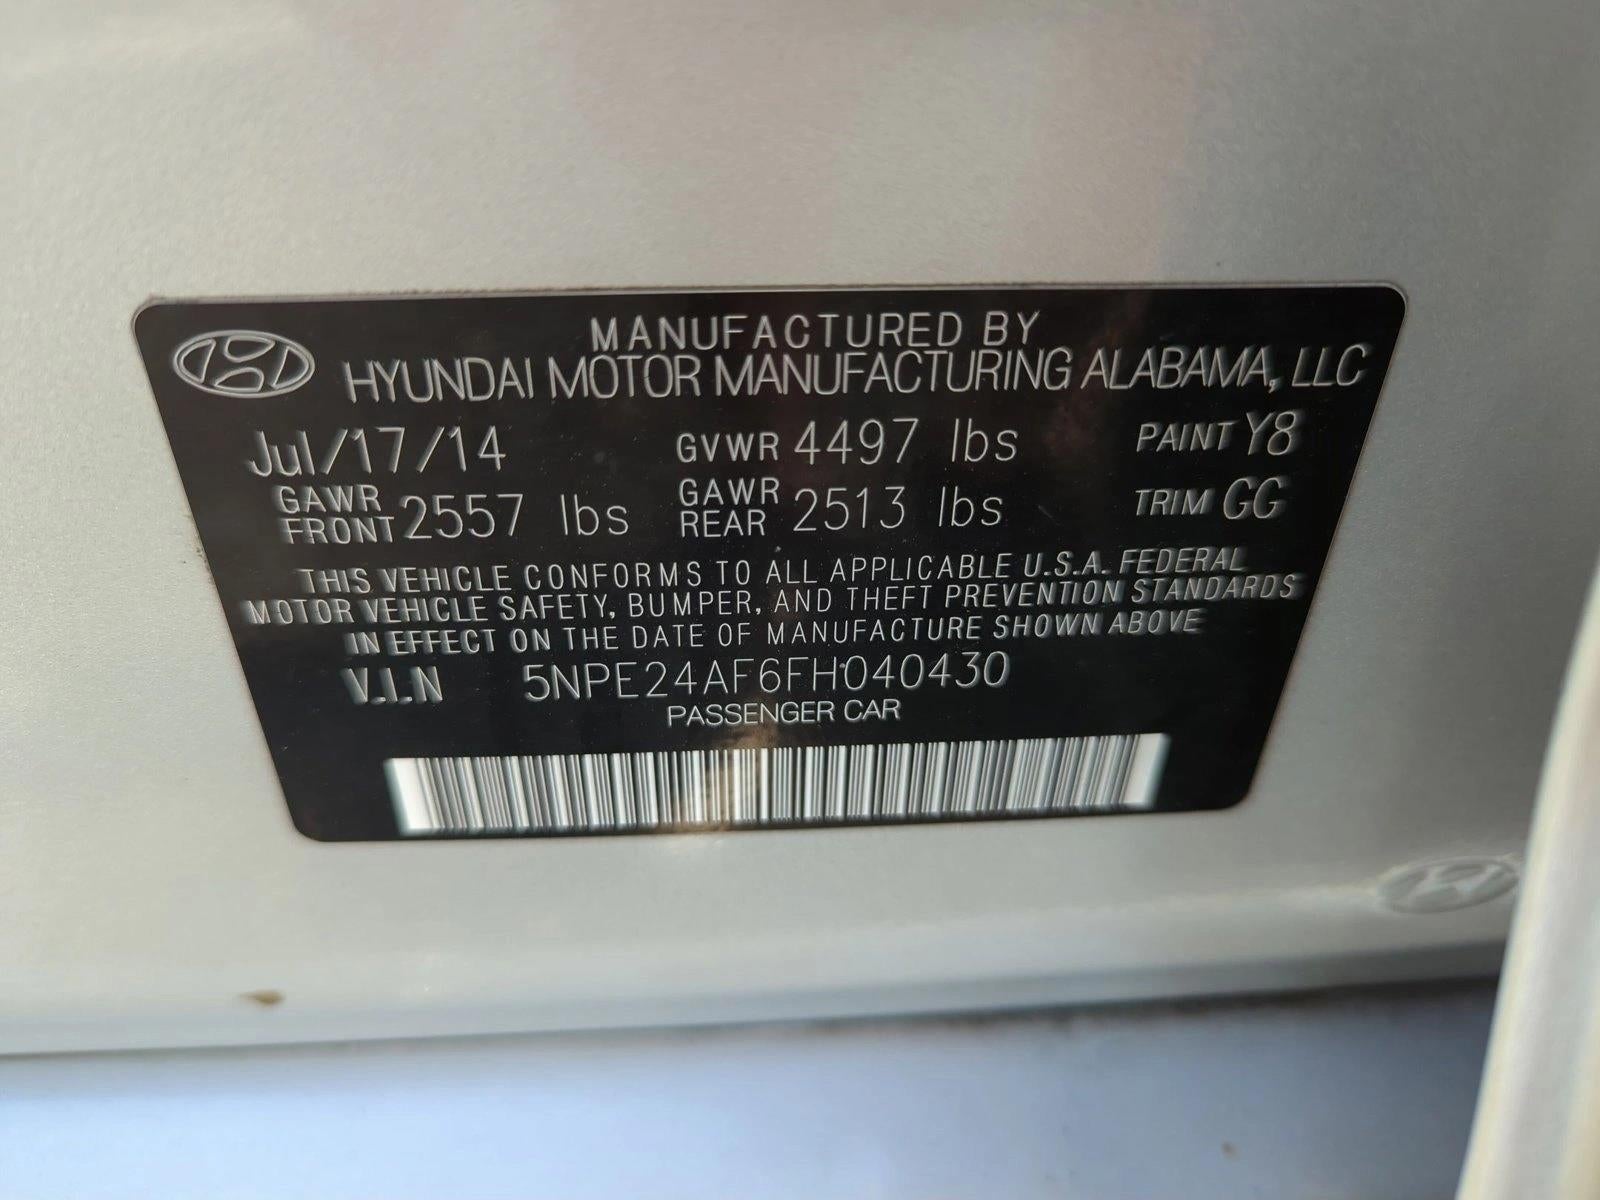 MANUFACTURED BY
HYUNDAI MOTOR MANUFACTURING ALABAMA, LLC
Jul/17/14 GVWR 4497 lbs PAINT Y8
GAWR FRONT 2557 lbs GAWR REAR 2513 lbs TRIM GG
THIS VEHICLE CONFORMS TO ALL APPLICABLE U.S.A. FEDERAL
MOTOR VEHICLE SAFETY, BUMPER, AND THEFT PREVENTION STANDARDS
IN EFFECT ON THE DATE OF MANUFACTURE SHOWN ABOVE
V.I.N 5NPE24AF6FH040430
PASSENGER CAR